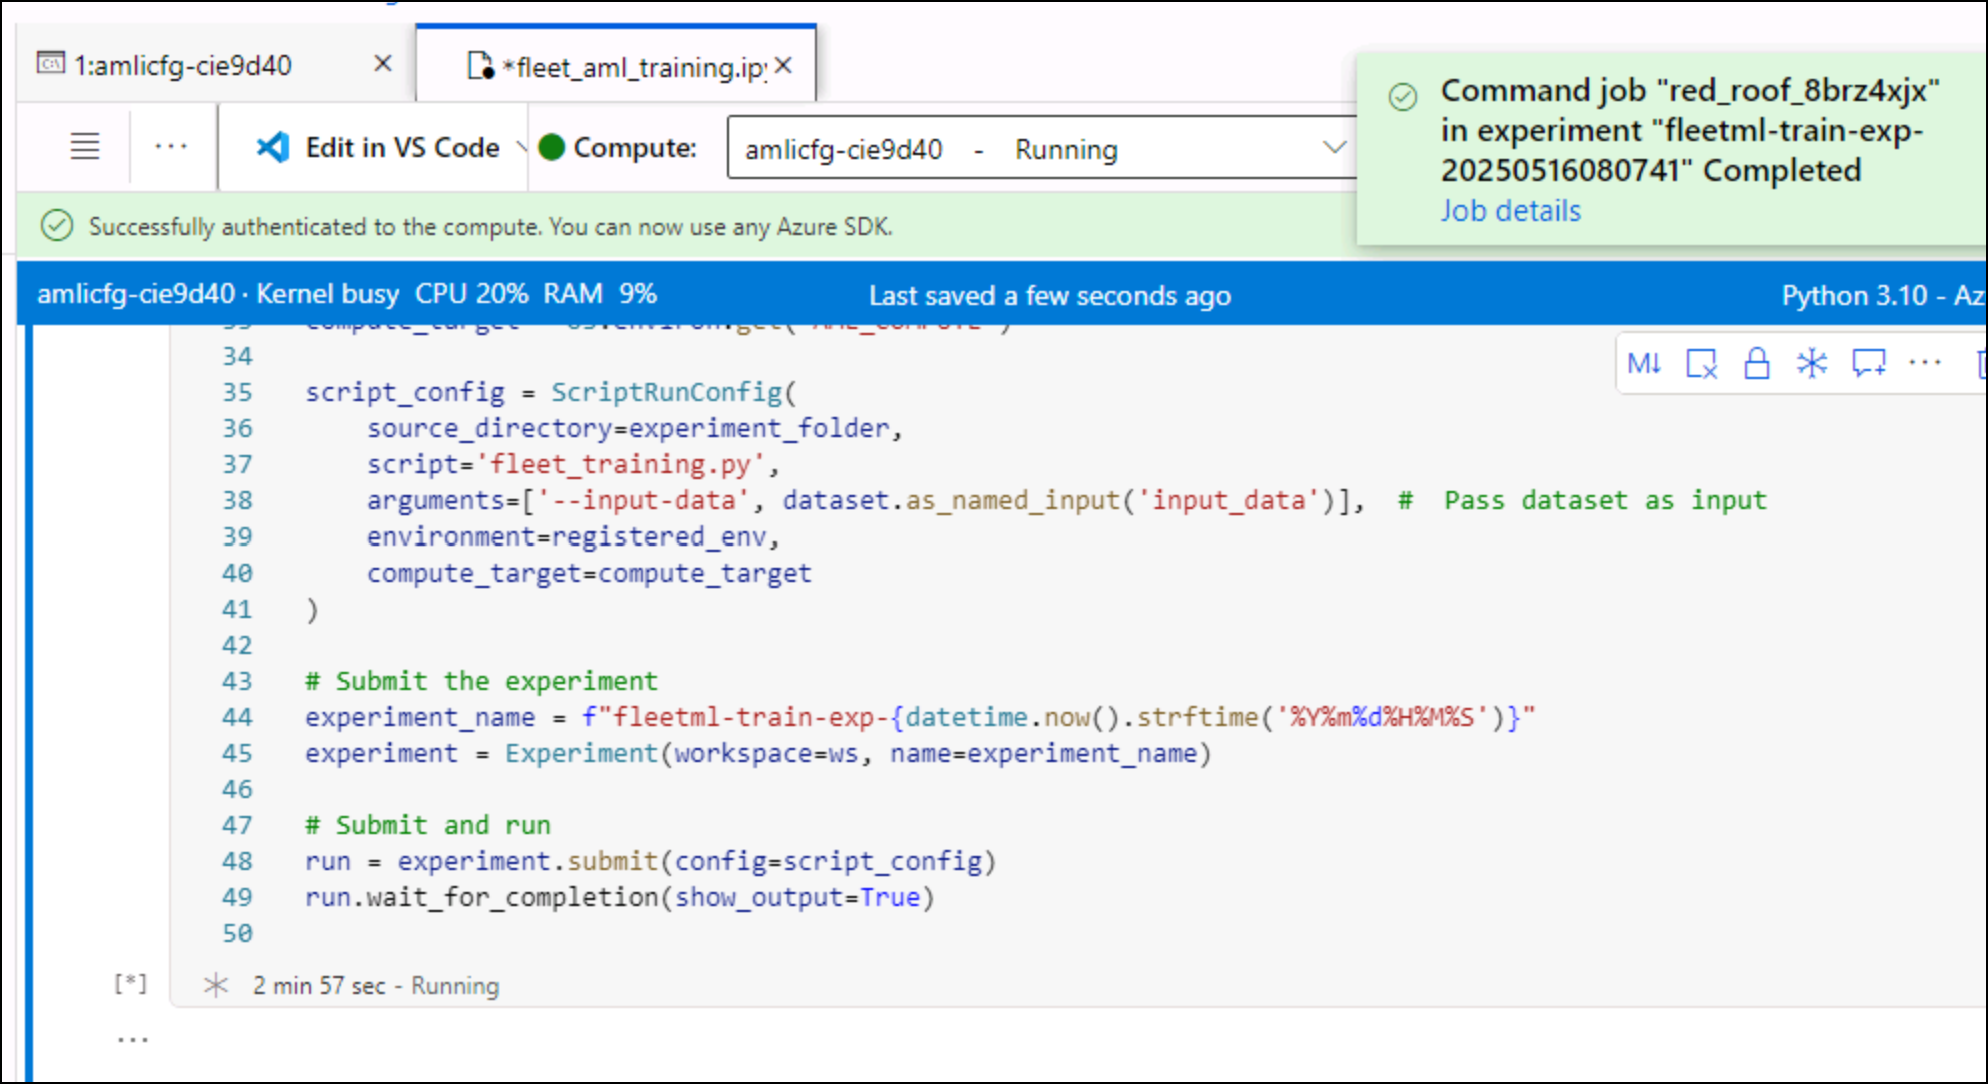 1:amlicfg-cie9d40
*fleet_aml_training.ipy
Edit in VS Code
Compute:
amlicfg-cie9d40 - Running
Command job "red_roof_8brz4xjx"
in experiment "fleetml-train-exp-
20250516080741" Completed
Job details
Successfully authenticated to the compute. You can now use any Azure SDK.
amlicfg-cie9d40 · Kernel busy CPU 20% RAM 9%
Last saved a few seconds ago
Python 3.10 - Az
34
35 script_config = ScriptRunConfig(
36     source_directory=experiment_folder,
37     script='fleet_training.py',
38     arguments=['--input-data', dataset.as_named_input('input_data')],  #  Pass dataset as input
39     environment=registered_env,
40     compute_target=compute_target
41 )
42
43 # Submit the experiment
44 experiment_name = f"fleetml-train-exp-{datetime.now().strftime('%Y%m%d%H%M%S')}"
45 experiment = Experiment(workspace=ws, name=experiment_name)
46
47 # Submit and run
48 run = experiment.submit(config=script_config)
49 run.wait_for_completion(show_output=True)
50
M↓
[*]
2 min 57 sec - Running